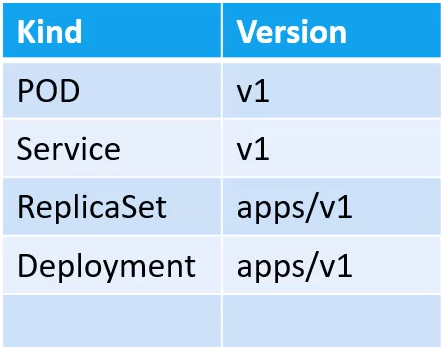 Kind Version
POD v1
Service v1
ReplicaSet apps/v1
Deployment apps/v1